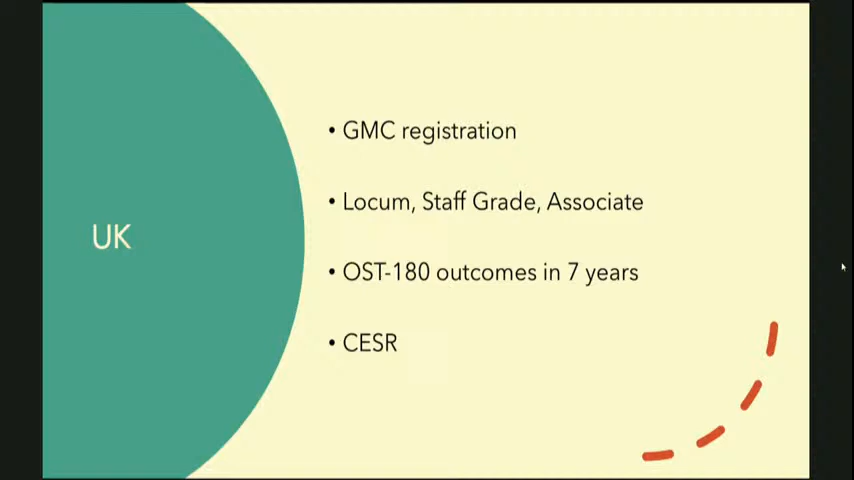 UK
• GMC registration
• Locum, Staff Grade, Associate
• OST-180 outcomes in 7 years
• CESR